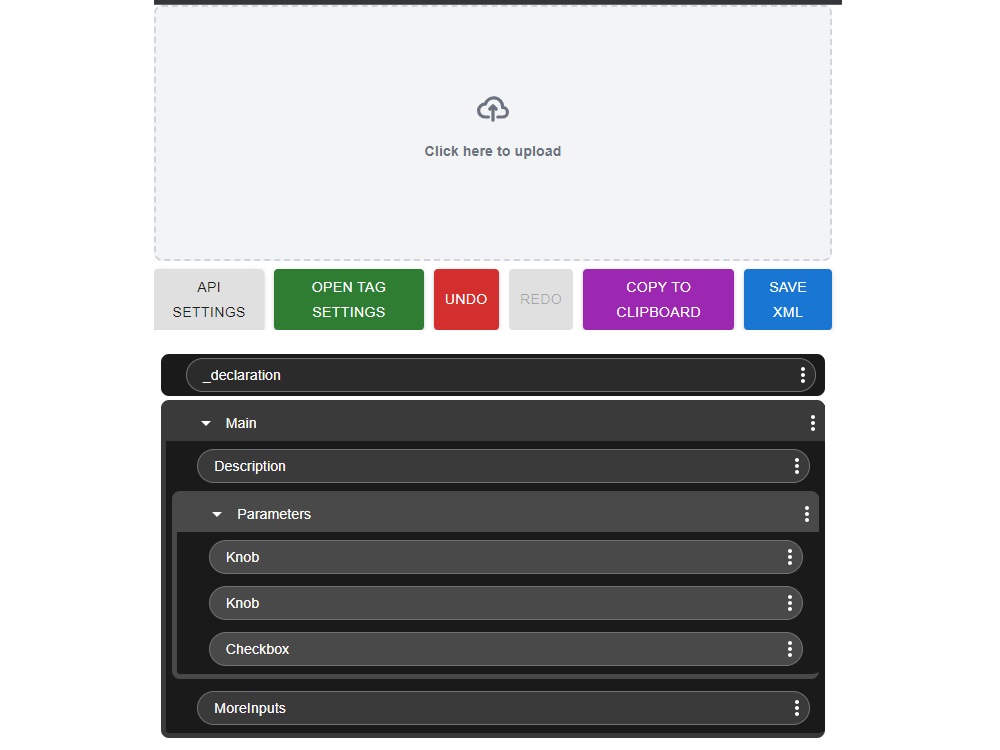 Click here to upload
API
SETTINGS
OPEN TAG
SETTINGS
UNDO
REDO
COPY TO
CLIPBOARD
SAVE
XML
_declaration
Main
Description
Parameters
Knob
Knob
Checkbox
MoreInputs